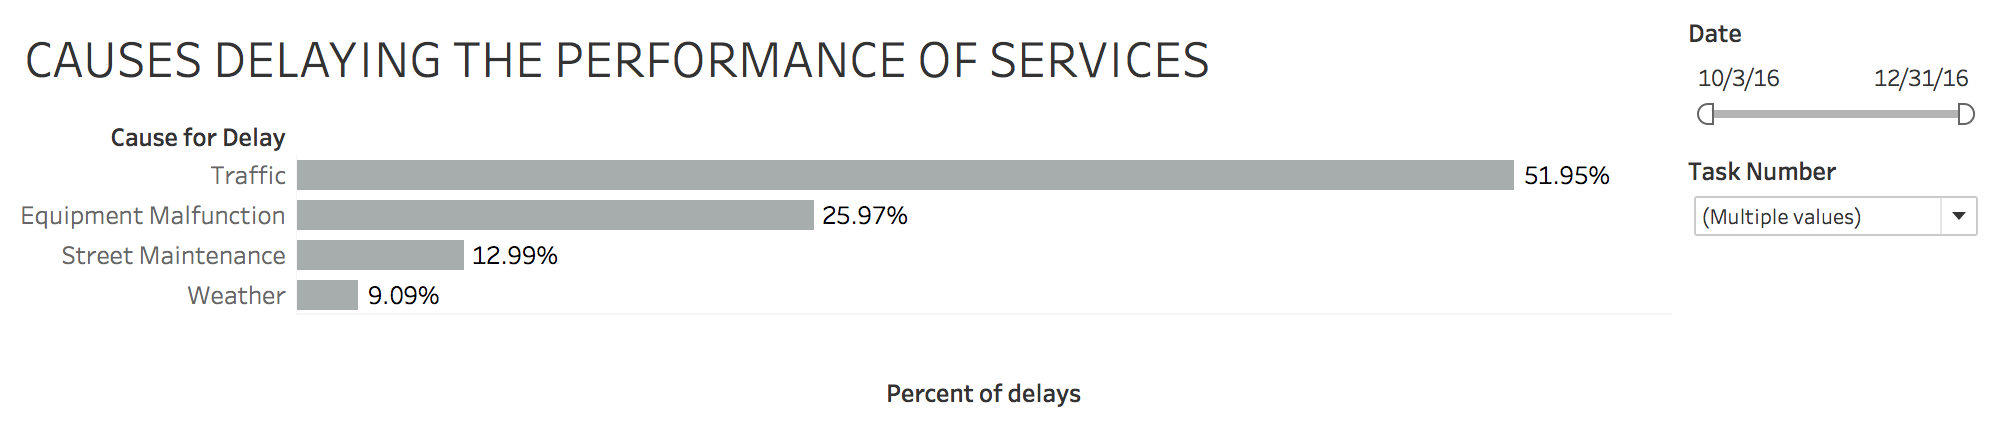 CAUSES DELAYING THE PERFORMANCE OF SERVICES
Cause for Delay
Traffic 51.95%
Equipment Malfunction 25.97%
Street Maintenance 12.99%
Weather 9.09%
Percent of delays
Date
10/3/16 12/31/16
Task Number
(Multiple values)